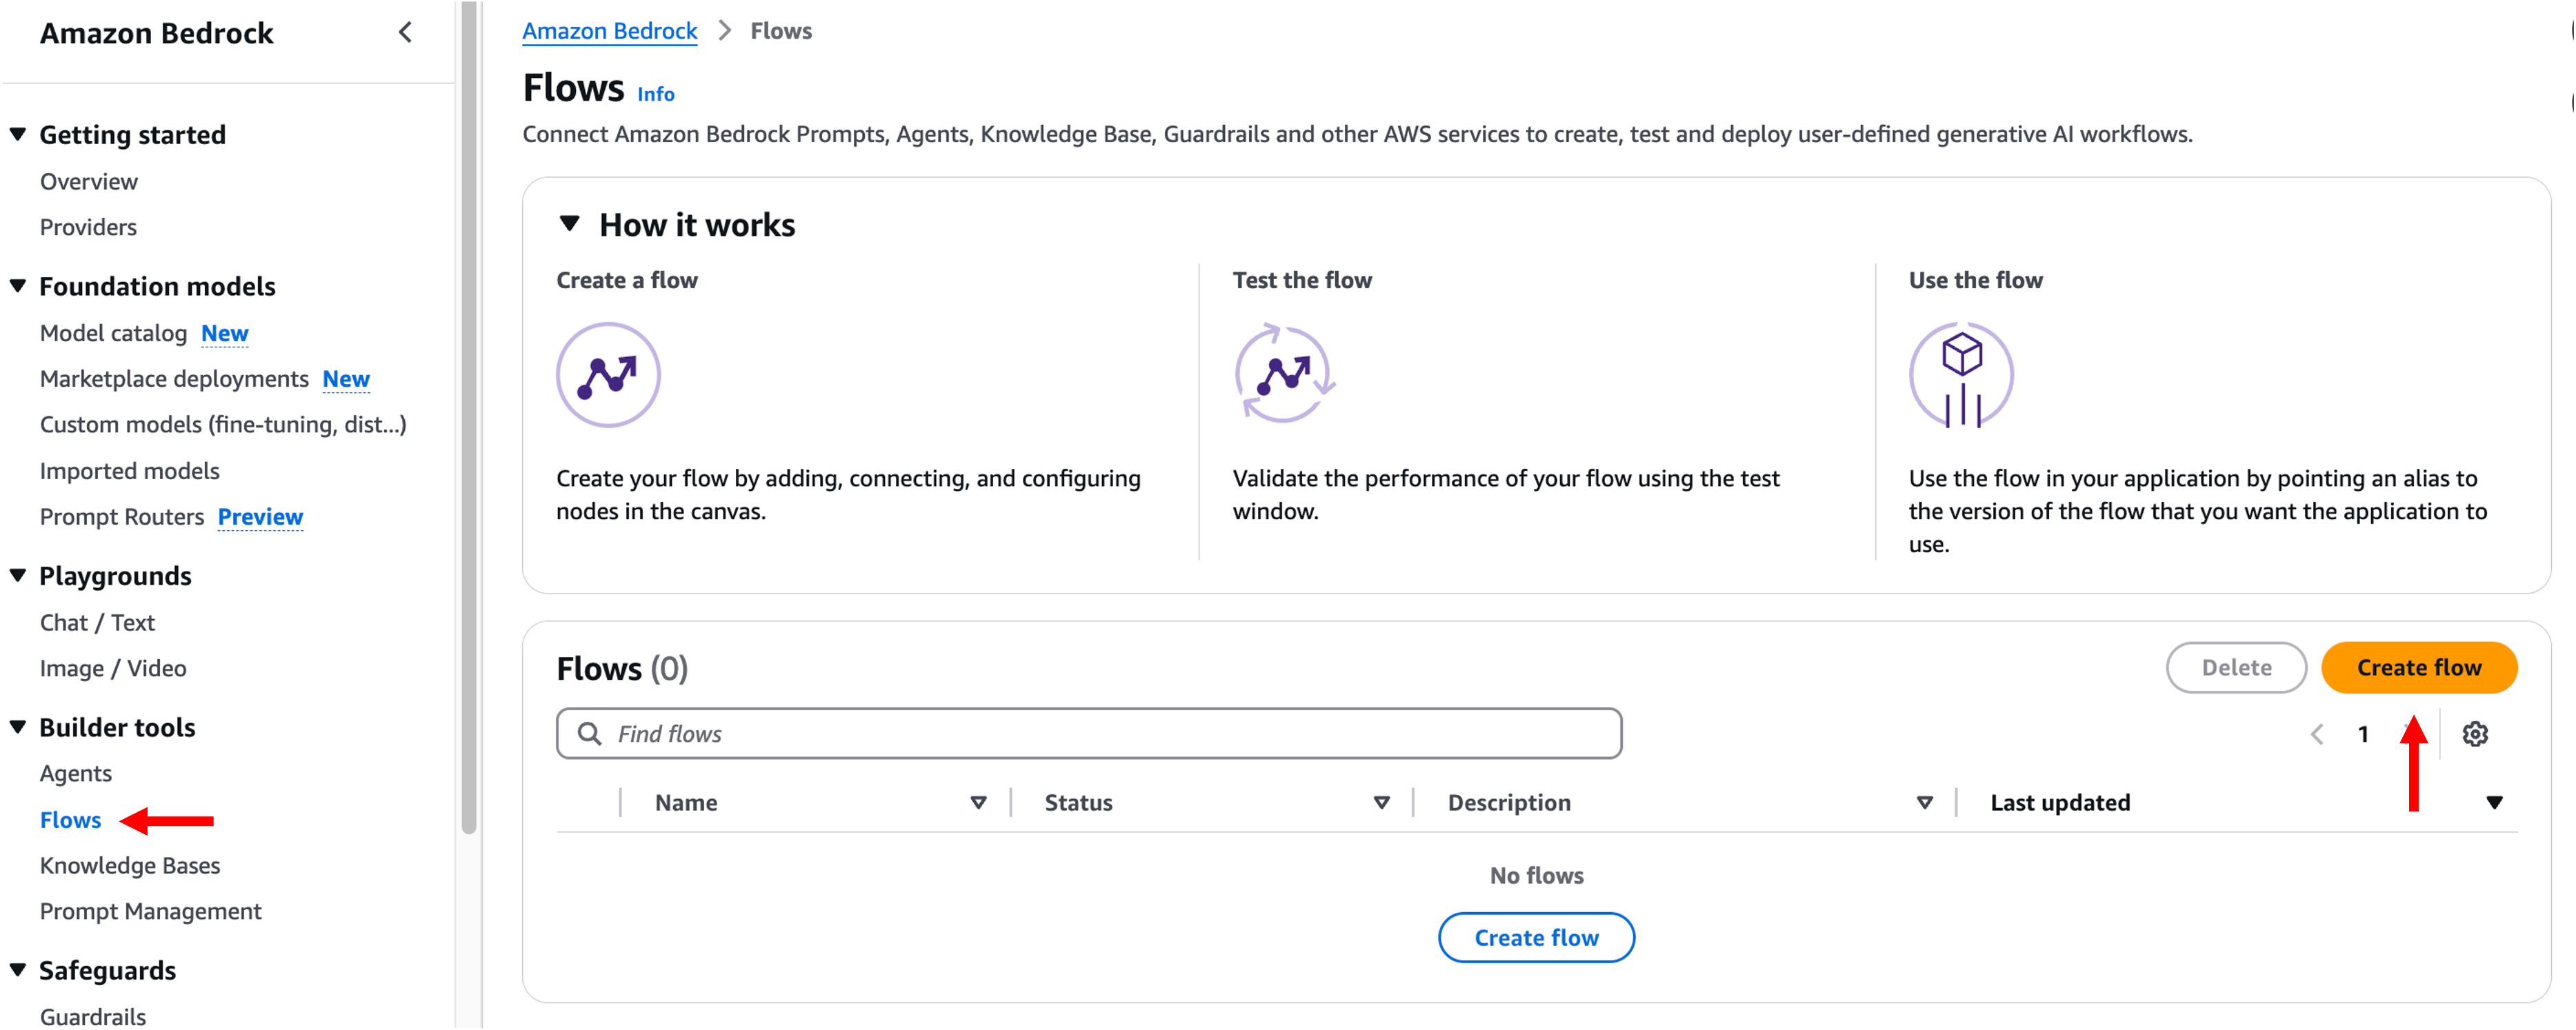 Amazon Bedrock
Getting started
Overview
Providers
Foundation models
Model catalog New
Marketplace deployments New
Custom models (fine-tuning, dist...)
Imported models
Prompt Routers Preview
Playgrounds
Chat / Text
Image / Video
Builder tools
Agents
Flows
Knowledge Bases
Prompt Management
Safeguards
Guardrails
Amazon Bedrock > Flows
Flows Info
Connect Amazon Bedrock Prompts, Agents, Knowledge Base, Guardrails and other AWS services to create, test and deploy user-defined generative AI workflows.
How it works
Create a flow
Create your flow by adding, connecting, and configuring
nodes in the canvas.
Test the flow
Validate the performance of your flow using the test
window.
Use the flow
Use the flow in your application by pointing an alias to
the version of the flow that you want the application to
use.
Flows (0)
Delete
Create flow
Find flows
1
Name Status Description Last updated
No flows
Create flow